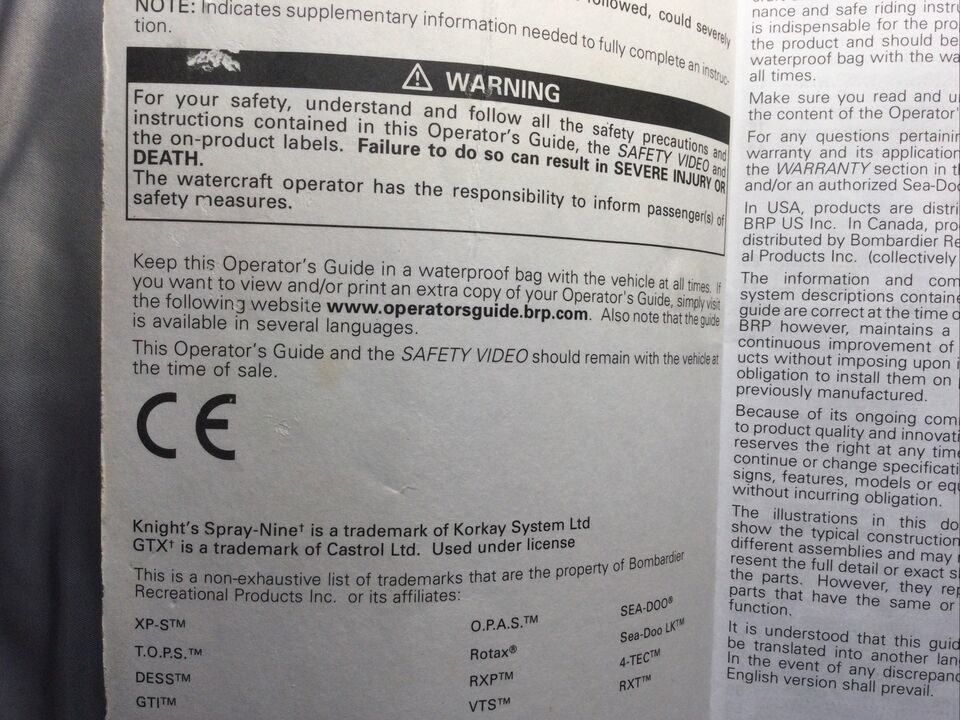 followed, could severely
NOTE: Indicates supplementary information needed to fully complete an instruc-
tion.
⚠ WARNING
For your safety, understand and follow all the safety precautions and
instructions contained in this Operator's Guide, the SAFETY VIDEO and
the on-product labels. Failure to do so can result in SEVERE INJURY OR
DEATH.
The watercraft operator has the responsibility to inform passenger(s) of
safety measures.
Keep this Operator's Guide in a waterproof bag with the vehicle at all times. If
you want to view and/or print an extra copy of your Operator's Guide, simply visit
the following website www.operatorsguide.brp.com. Also note that the guide
is available in several languages.
This Operator's Guide and the SAFETY VIDEO should remain with the vehicle at
the time of sale.
CE
Knight's Spray-Nine† is a trademark of Korkay System Ltd
GTX† is a trademark of Castrol Ltd. Used under license
This is a non-exhaustive list of trademarks that are the property of Bombardier
Recreational Products Inc. or its affiliates:
XP-S™ O.P.A.S.™ SEA-DOO®
T.O.P.S.™ Rotax® Sea-Doo LK™
DESS™ RXP™ 4-TEC™
GTI™ VTS™ RXT™
nance and safe riding instru
is indispensable for the pro
the product and should be
waterproof bag with the wa
all times.
Make sure you read and u
the content of the Operator'
For any questions pertainin
warranty and its application
the WARRANTY section in t
and/or an authorized Sea-Doo
In USA, products are distri
BRP US Inc. In Canada, pro
distributed by Bombardier Re
al Products Inc. (collectively
The information and com
system descriptions containe
guide are correct at the time o
BRP however, maintains a
continuous improvement of
ucts without imposing upon i
obligation to install them on
previously manufactured.
Because of its ongoing com
to product quality and innovati
reserves the right at any time
continue or change specificati
signs, features, models or equ
without incurring obligation.
The illustrations in this do
show the typical construction
different assemblies and may
resent the full detail or exact s
the parts. However, they rep
parts that have the same or
function.
It is understood that this guid
be translated into another lan
In the event of any discrepanc
English version shall prevail.